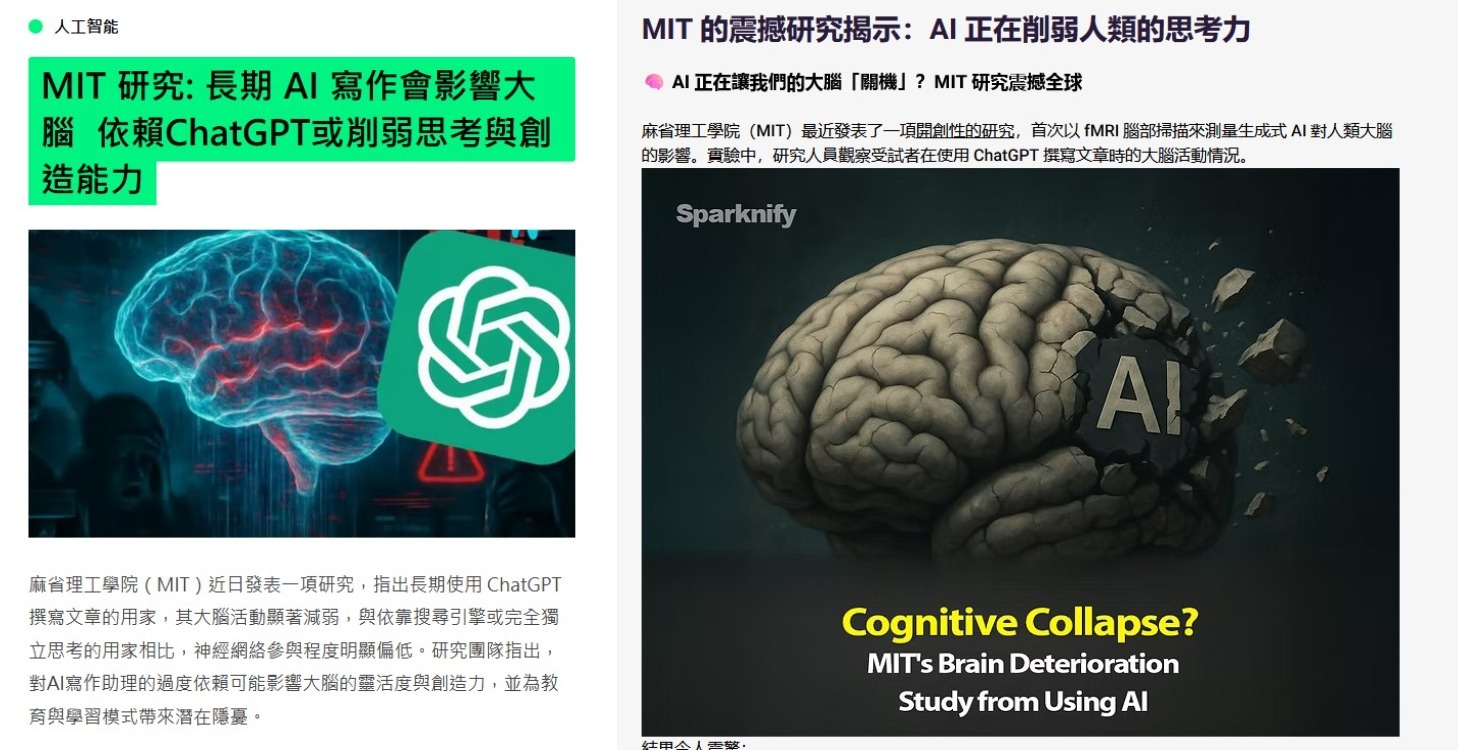 人工智能
MIT 研究: 長期 AI 寫作會影響大
腦 依賴ChatGPT或削弱思考與創
造能力
麻省理工學院 ( MIT ) 近日發表一項研究，指出長期使用 ChatGPT
撰寫文章的用家，其大腦活動顯著減弱，與依靠搜尋引擎或完全獨
立思考的用家相比，神經網絡參與程度明顯偏低。研究團隊指出，
對AI寫作助理的過度依賴可能影響大腦的靈活度與創造力，並為教
育與學習模式帶來潛在隱憂。
MIT 的震撼研究揭示：AI 正在削弱人類的思考力
AI 正在讓我們的大腦「關機」？MIT 研究震撼全球
麻省理工學院（MIT）最近發表了一項開創性的研究，首次以 fMRI 腦部掃描來測量生成式 AI 對人類大腦
的影響。實驗中，研究人員觀察受試者在使用 ChatGPT 撰寫文章時的大腦活動情況。
Sparknify
AI
Cognitive Collapse?
MIT's Brain Deterioration
Study from Using AI
結果令人震驚：